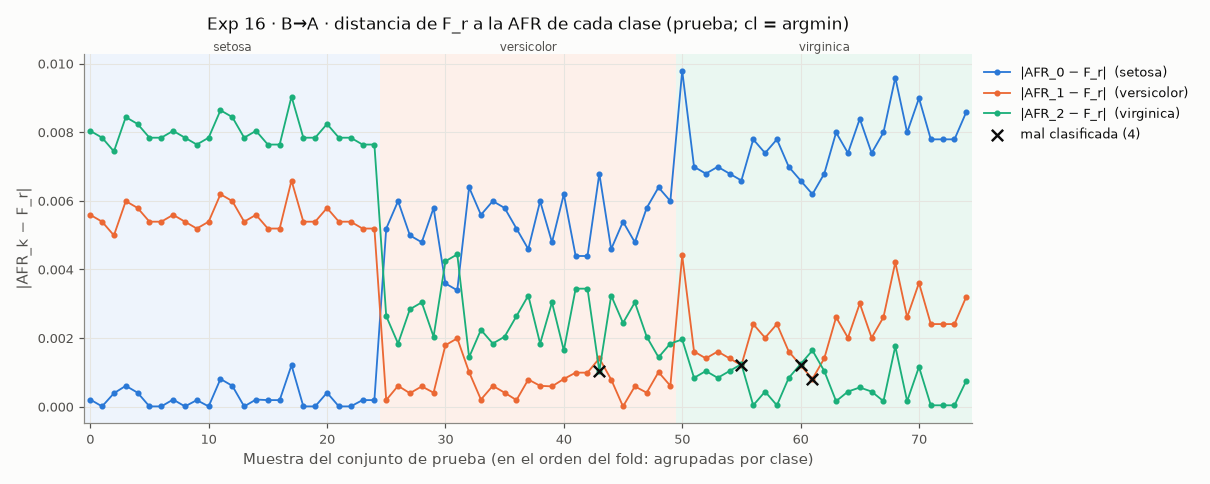 Exp 16 · B→A · distancia de F_r a la AFR de cada clase (prueba; cl = argmin)
setosa
versicolor
virginica
|AFR_0 − F_r| (setosa)
|AFR_1 − F_r| (versicolor)
|AFR_2 − F_r| (virginica)
mal clasificada (4)
|AFR_k − F_r|
0.010
0.008
0.006
0.004
0.002
0.000
0 10 20 30 40 50 60 70
Muestra del conjunto de prueba (en el orden del fold: agrupadas por clase)